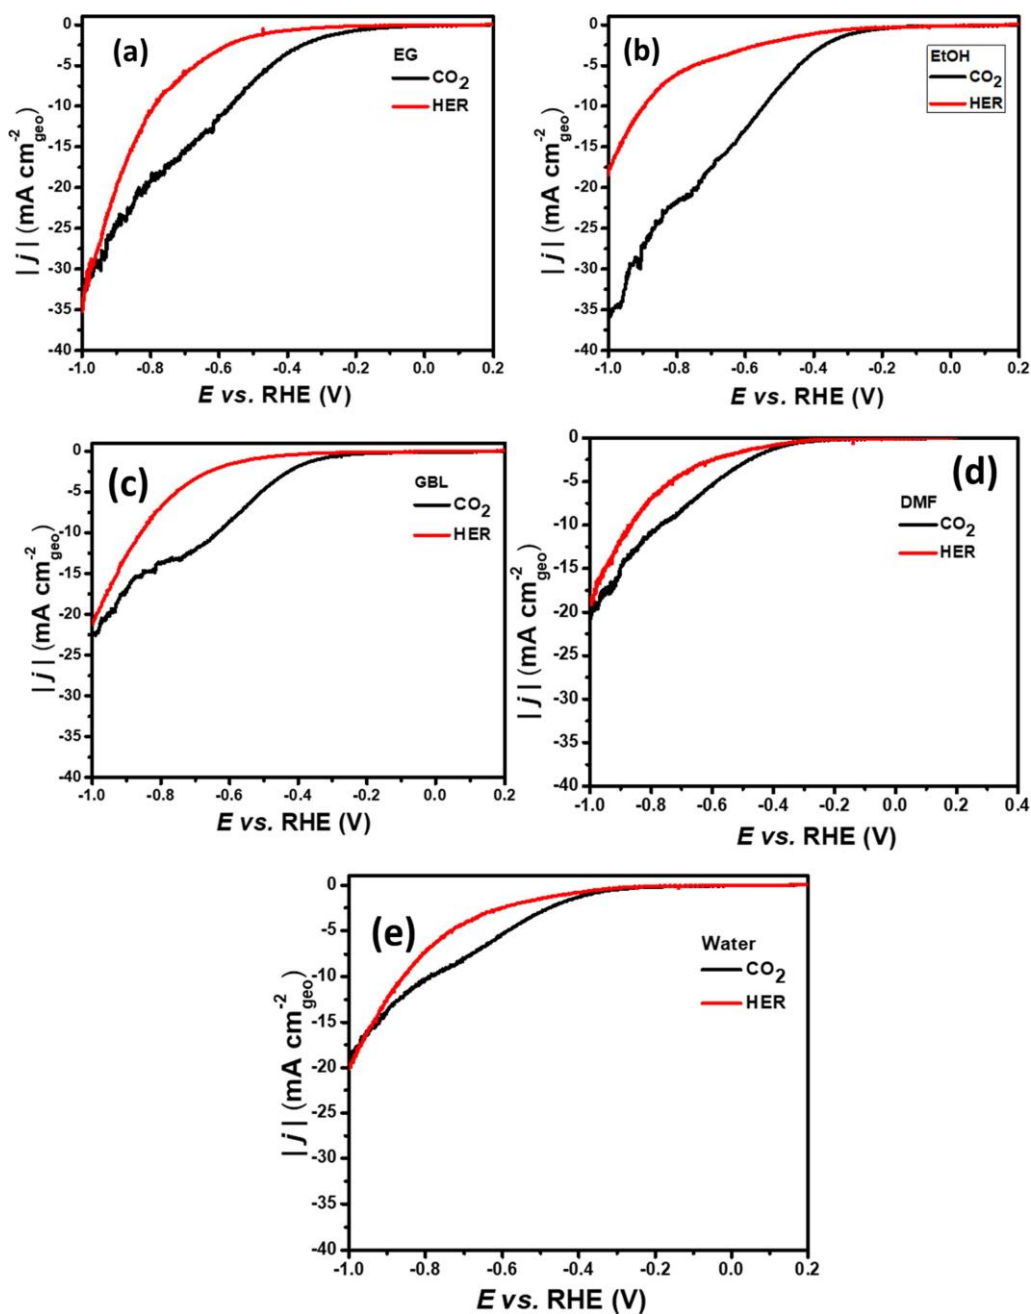 (a)
EG
CO₂
HER
| j | (mA cm⁻²geo)
0
-5
-10
-15
-20
-25
-30
-35
-40
-1.0 -0.8 -0.6 -0.4 -0.2 0.0 0.2
E vs. RHE (V)
(b)
EtOH
CO₂
HER
| j | (mA cm⁻²geo)
0
-5
-10
-15
-20
-25
-30
-35
-40
-1.0 -0.8 -0.6 -0.4 -0.2 0.0 0.2
E vs. RHE (V)
(c)
GBL
CO₂
HER
| j | (mA cm⁻²geo)
0
-5
-10
-15
-20
-25
-30
-35
-40
-1.0 -0.8 -0.6 -0.4 -0.2 0.0 0.2
E vs. RHE (V)
(d)
DMF
CO₂
HER
| j | (mA cm⁻²geo)
0
-5
-10
-15
-20
-25
-30
-35
-40
-1.0 -0.8 -0.6 -0.4 -0.2 0.0 0.2 0.4
E vs. RHE (V)
(e)
Water
CO₂
HER
| j | (mA cm⁻²geo)
0
-5
-10
-15
-20
-25
-30
-35
-40
-1.0 -0.8 -0.6 -0.4 -0.2 0.0 0.2
E vs. RHE (V)